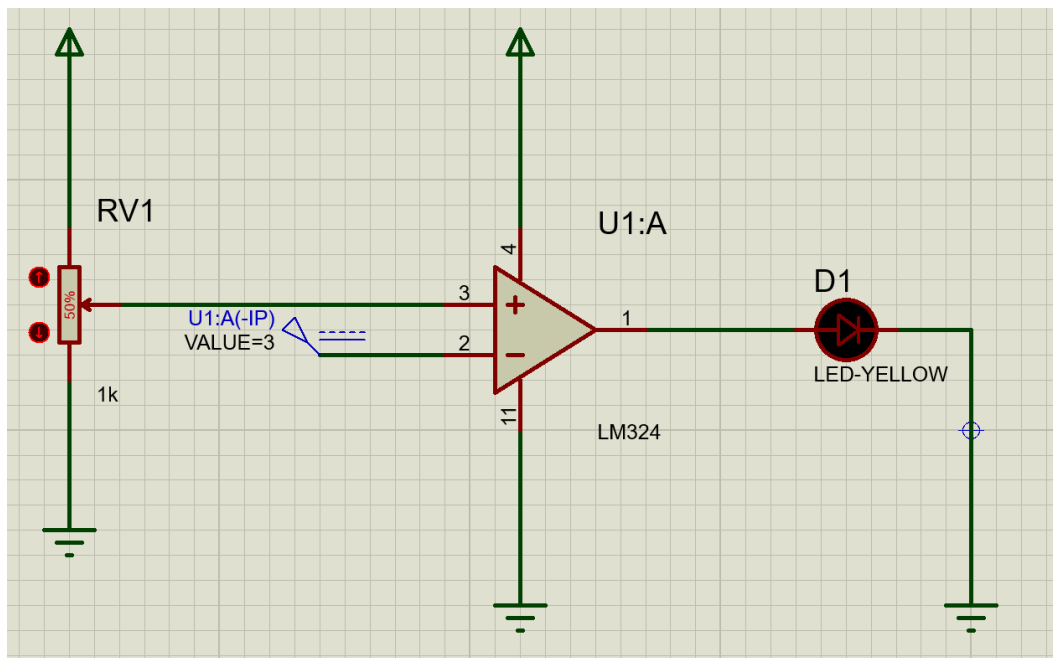 RV1
50%
1k
U1:A(-IP)
VALUE=3
3
2
4
11
1
U1:A
LM324
D1
LED-YELLOW